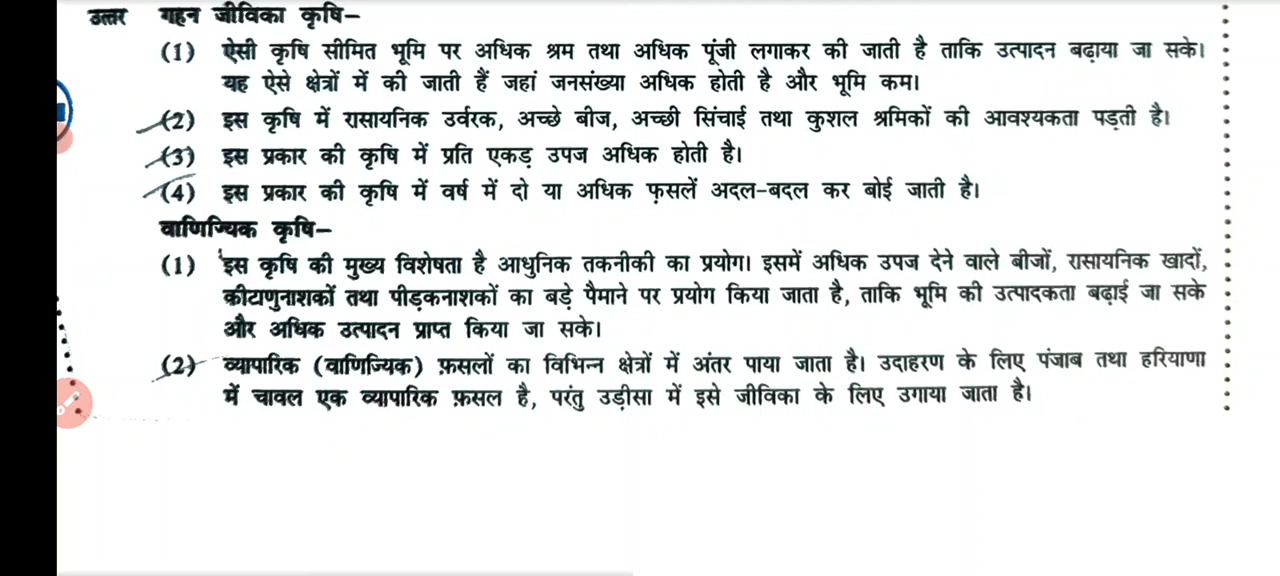 उत्तर गहन जीविका कृषि–
(1) ऐसी कृषि सीमित भूमि पर अधिक श्रम तथा अधिक पूंजी लगाकर की जाती है ताकि उत्पादन बढ़ाया जा सके।
यह ऐसे क्षेत्रों में की जाती हैं जहां जनसंख्या अधिक होती है और भूमि कम।
(2) इस कृषि में रासायनिक उर्वरक, अच्छे बीज, अच्छी सिंचाई तथा कुशल श्रमिकों की आवश्यकता पड़ती है।
(3) इस प्रकार की कृषि में प्रति एकड़ उपज अधिक होती है।
(4) इस प्रकार की कृषि में वर्ष में दो या अधिक फ़सलें अदल-बदल कर बोई जाती है।
वाणिज्यिक कृषि–
(1) इस कृषि की मुख्य विशेषता है आधुनिक तकनीकी का प्रयोग। इसमें अधिक उपज देने वाले बीजों, रासायनिक खादों,
कीटाणुनाशकों तथा पीड़कनाशकों का बड़े पैमाने पर प्रयोग किया जाता है, ताकि भूमि की उत्पादकता बढ़ाई जा सके
और अधिक उत्पादन प्राप्त किया जा सके।
(2) व्यापारिक (वाणिज्यिक) फ़सलों का विभिन्न क्षेत्रों में अंतर पाया जाता है। उदाहरण के लिए पंजाब तथा हरियाणा
में चावल एक व्यापारिक फ़सल है, परंतु उड़ीसा में इसे जीविका के लिए उगाया जाता है।